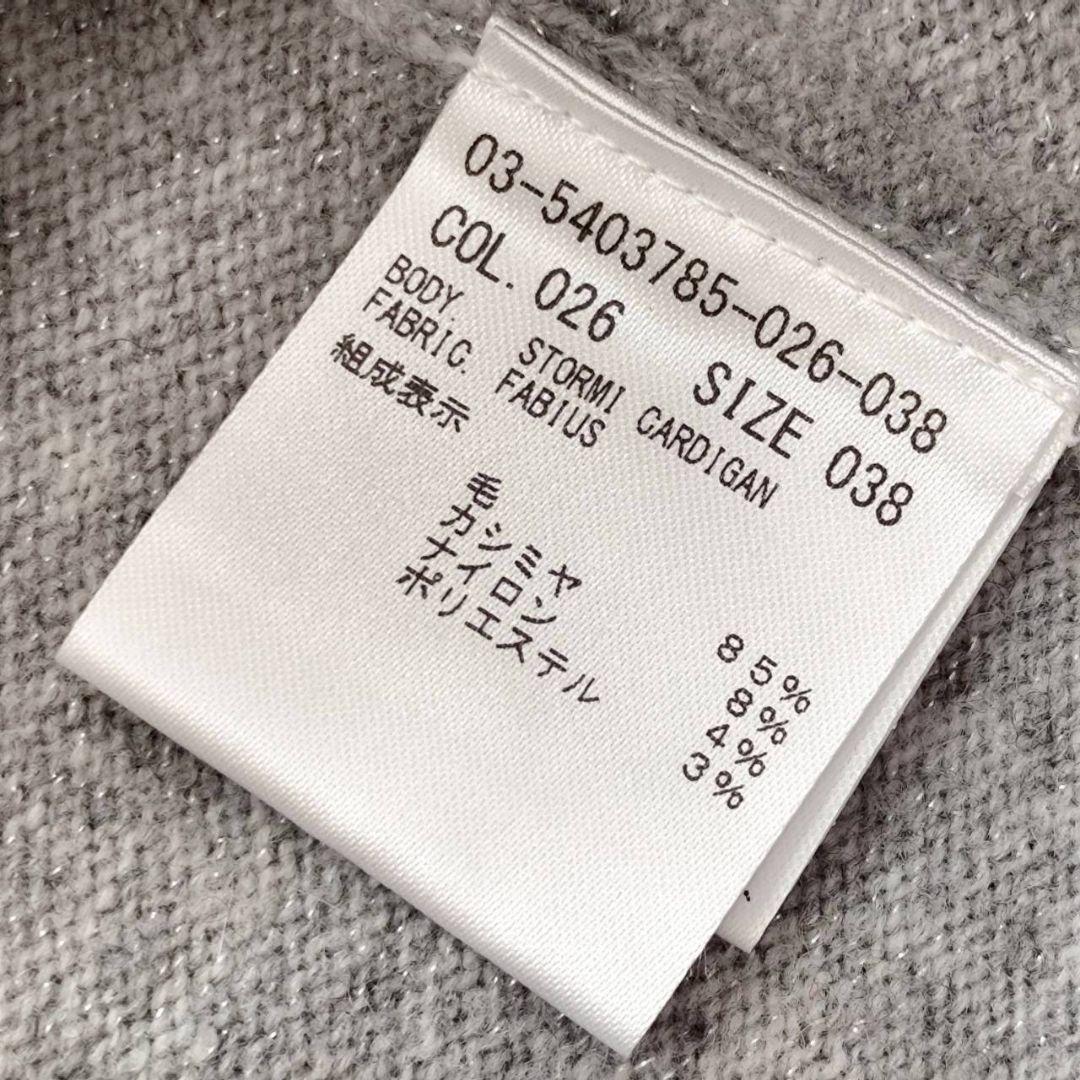 03-5403785-026-038
COL. 026 SIZE 038
BODY. STORMI CARDIGAN
FABRIC. FABIUS
組成表示
毛 85%
カシミヤ 8%
ナイロン 4%
ポリエステル 3%